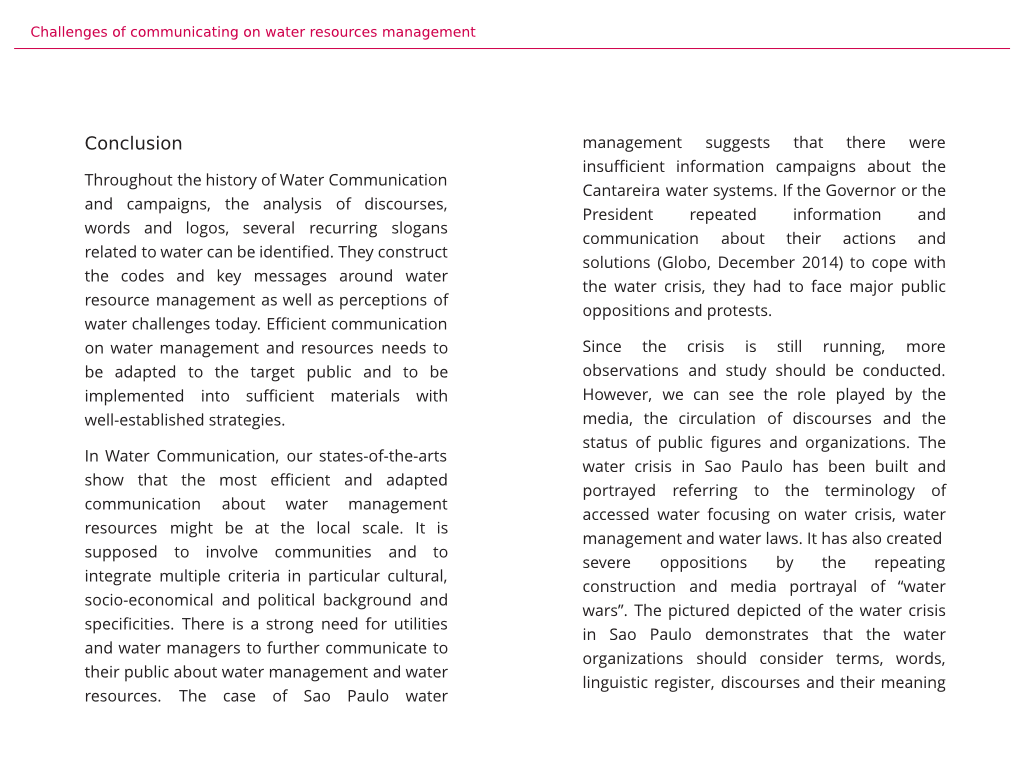 Challenges of communicating on water resources management
Conclusion
Throughout the history of Water Communication
and campaigns, the analysis of discourses,
words and logos, several recurring slogans
related to water can be identified. They construct
the codes and key messages around water
resource management as well as perceptions of
water challenges today. Efficient communication
on water management and resources needs to
be adapted to the target public and to be
implemented into sufficient materials with
well-established strategies.
In Water Communication, our states-of-the-arts
show that the most efficient and adapted
communication about water management
resources might be at the local scale. It is
supposed to involve communities and to
integrate multiple criteria in particular cultural,
socio-economical and political background and
specificities. There is a strong need for utilities
and water managers to further communicate to
their public about water management and water
resources. The case of Sao Paulo water
management suggests that there were
insufficient information campaigns about the
Cantareira water systems. If the Governor or the
President repeated information and
communication about their actions and
solutions (Globo, December 2014) to cope with
the water crisis, they had to face major public
oppositions and protests.
Since the crisis is still running, more
observations and study should be conducted.
However, we can see the role played by the
media, the circulation of discourses and the
status of public figures and organizations. The
water crisis in Sao Paulo has been built and
portrayed referring to the terminology of
accessed water focusing on water crisis, water
management and water laws. It has also created
severe oppositions by the repeating
construction and media portrayal of “water
wars”. The pictured depicted of the water crisis
in Sao Paulo demonstrates that the water
organizations should consider terms, words,
linguistic register, discourses and their meaning